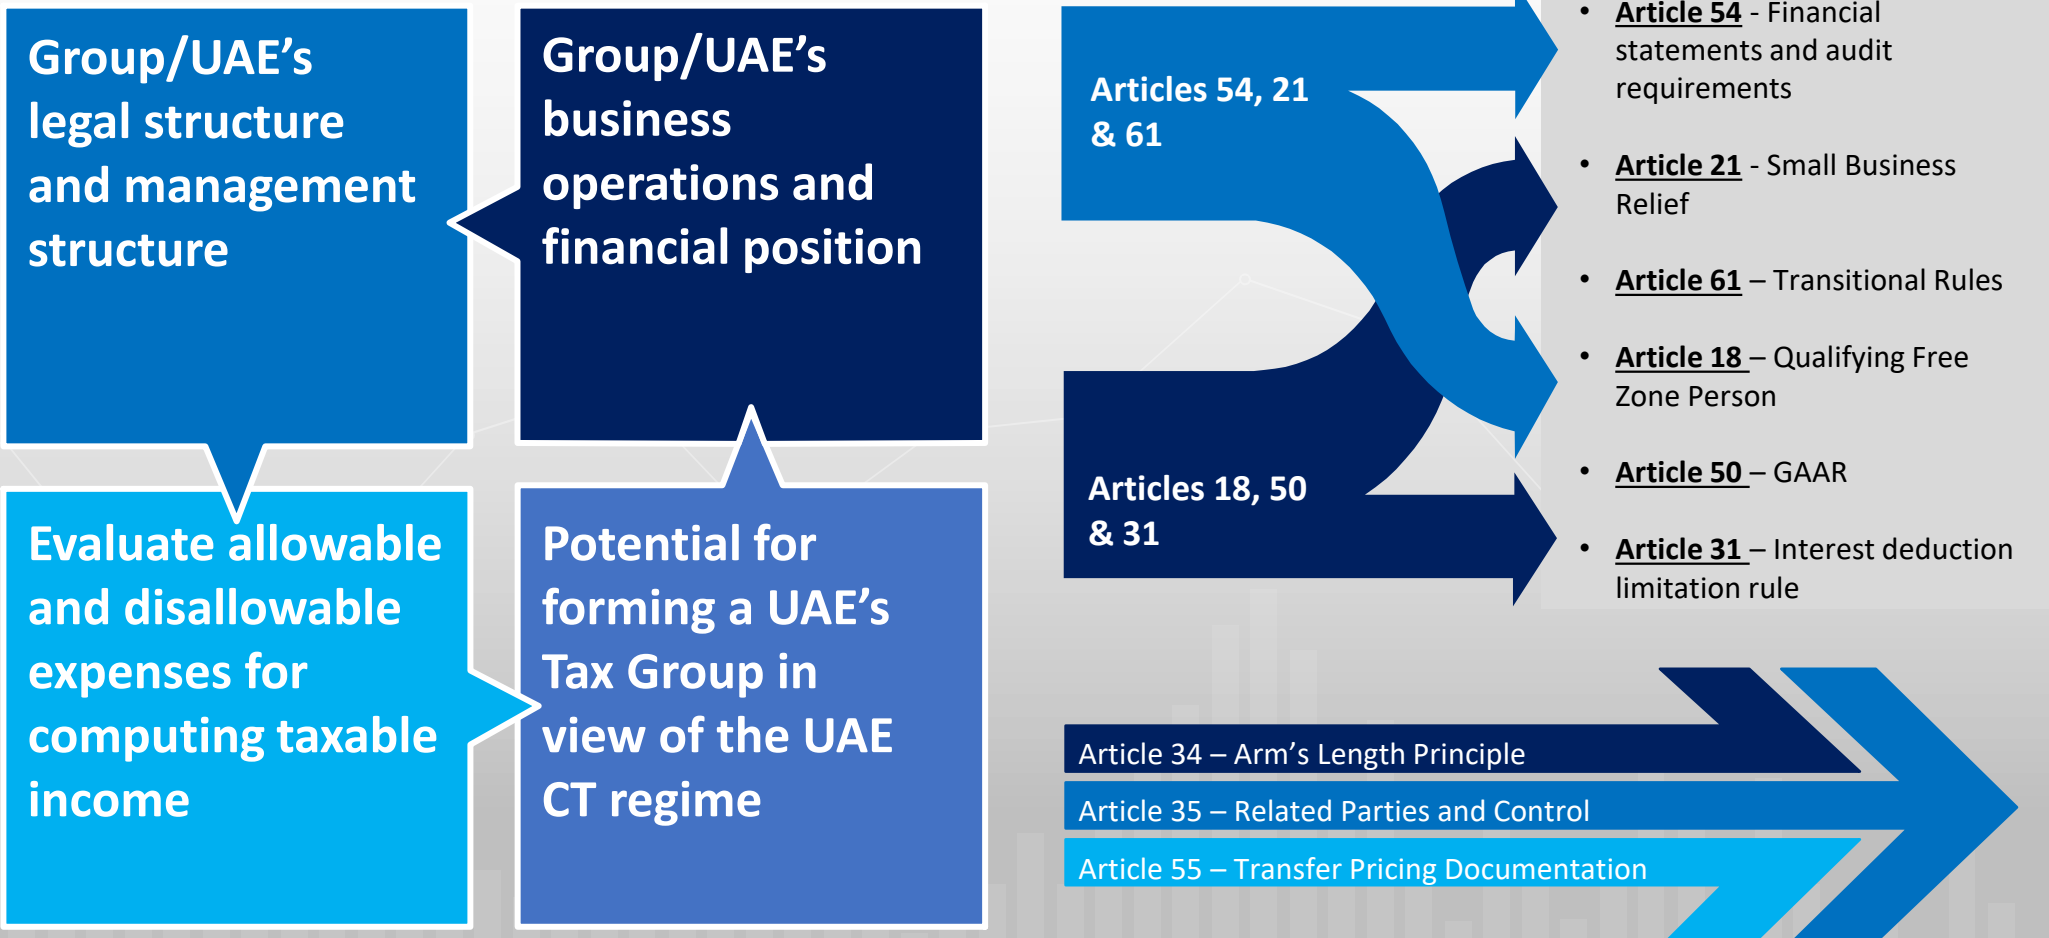 Group/UAE’s
legal structure
and management
structure
Group/UAE’s
business
operations and
financial position
Evaluate allowable
and disallowable
expenses for
computing taxable
income
Potential for
forming a UAE’s
Tax Group in
view of the UAE
CT regime
Articles 54, 21
& 61
Articles 18, 50
& 31
• Article 54 - Financial
statements and audit
requirements
• Article 21 - Small Business
Relief
• Article 61 – Transitional Rules
• Article 18 – Qualifying Free
Zone Person
• Article 50 – GAAR
• Article 31 – Interest deduction
limitation rule
Article 34 – Arm’s Length Principle
Article 35 – Related Parties and Control
Article 55 – Transfer Pricing Documentation